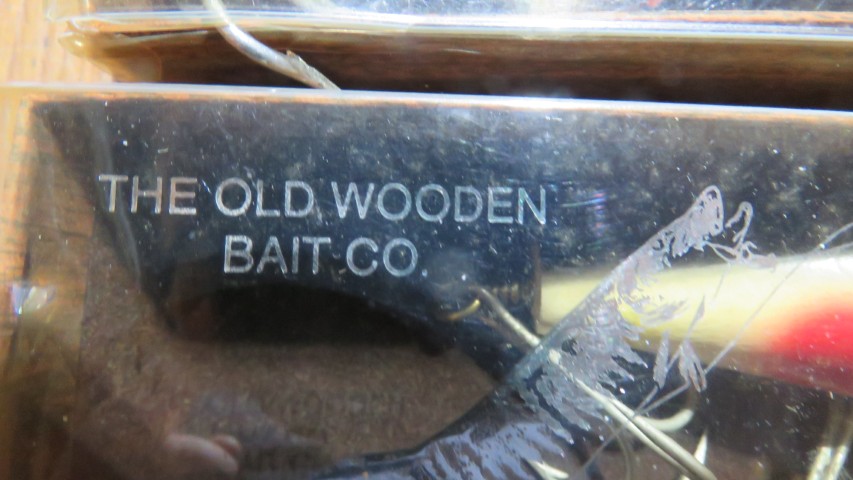 THE OLD WOODEN
BAIT CO.